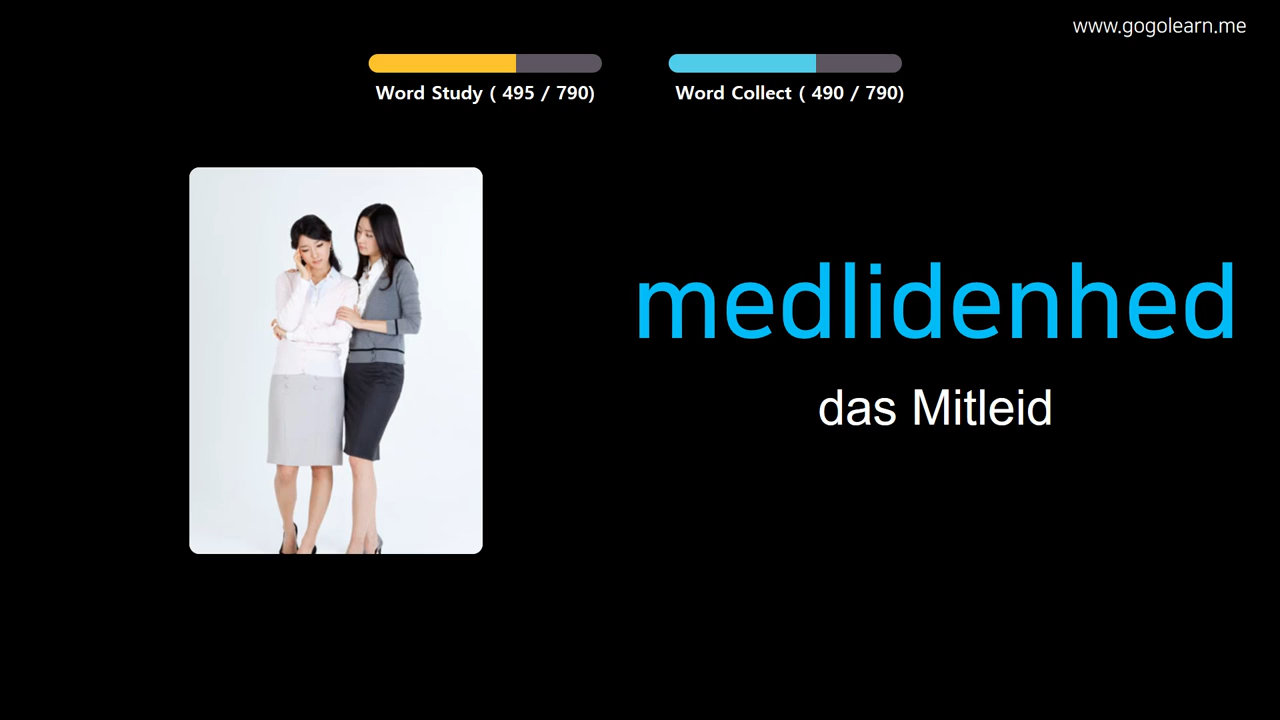 www.gogolearn.me
Word Study ( 495 / 790)
Word Collect ( 490 / 790)
medlidenhed
das Mitleid